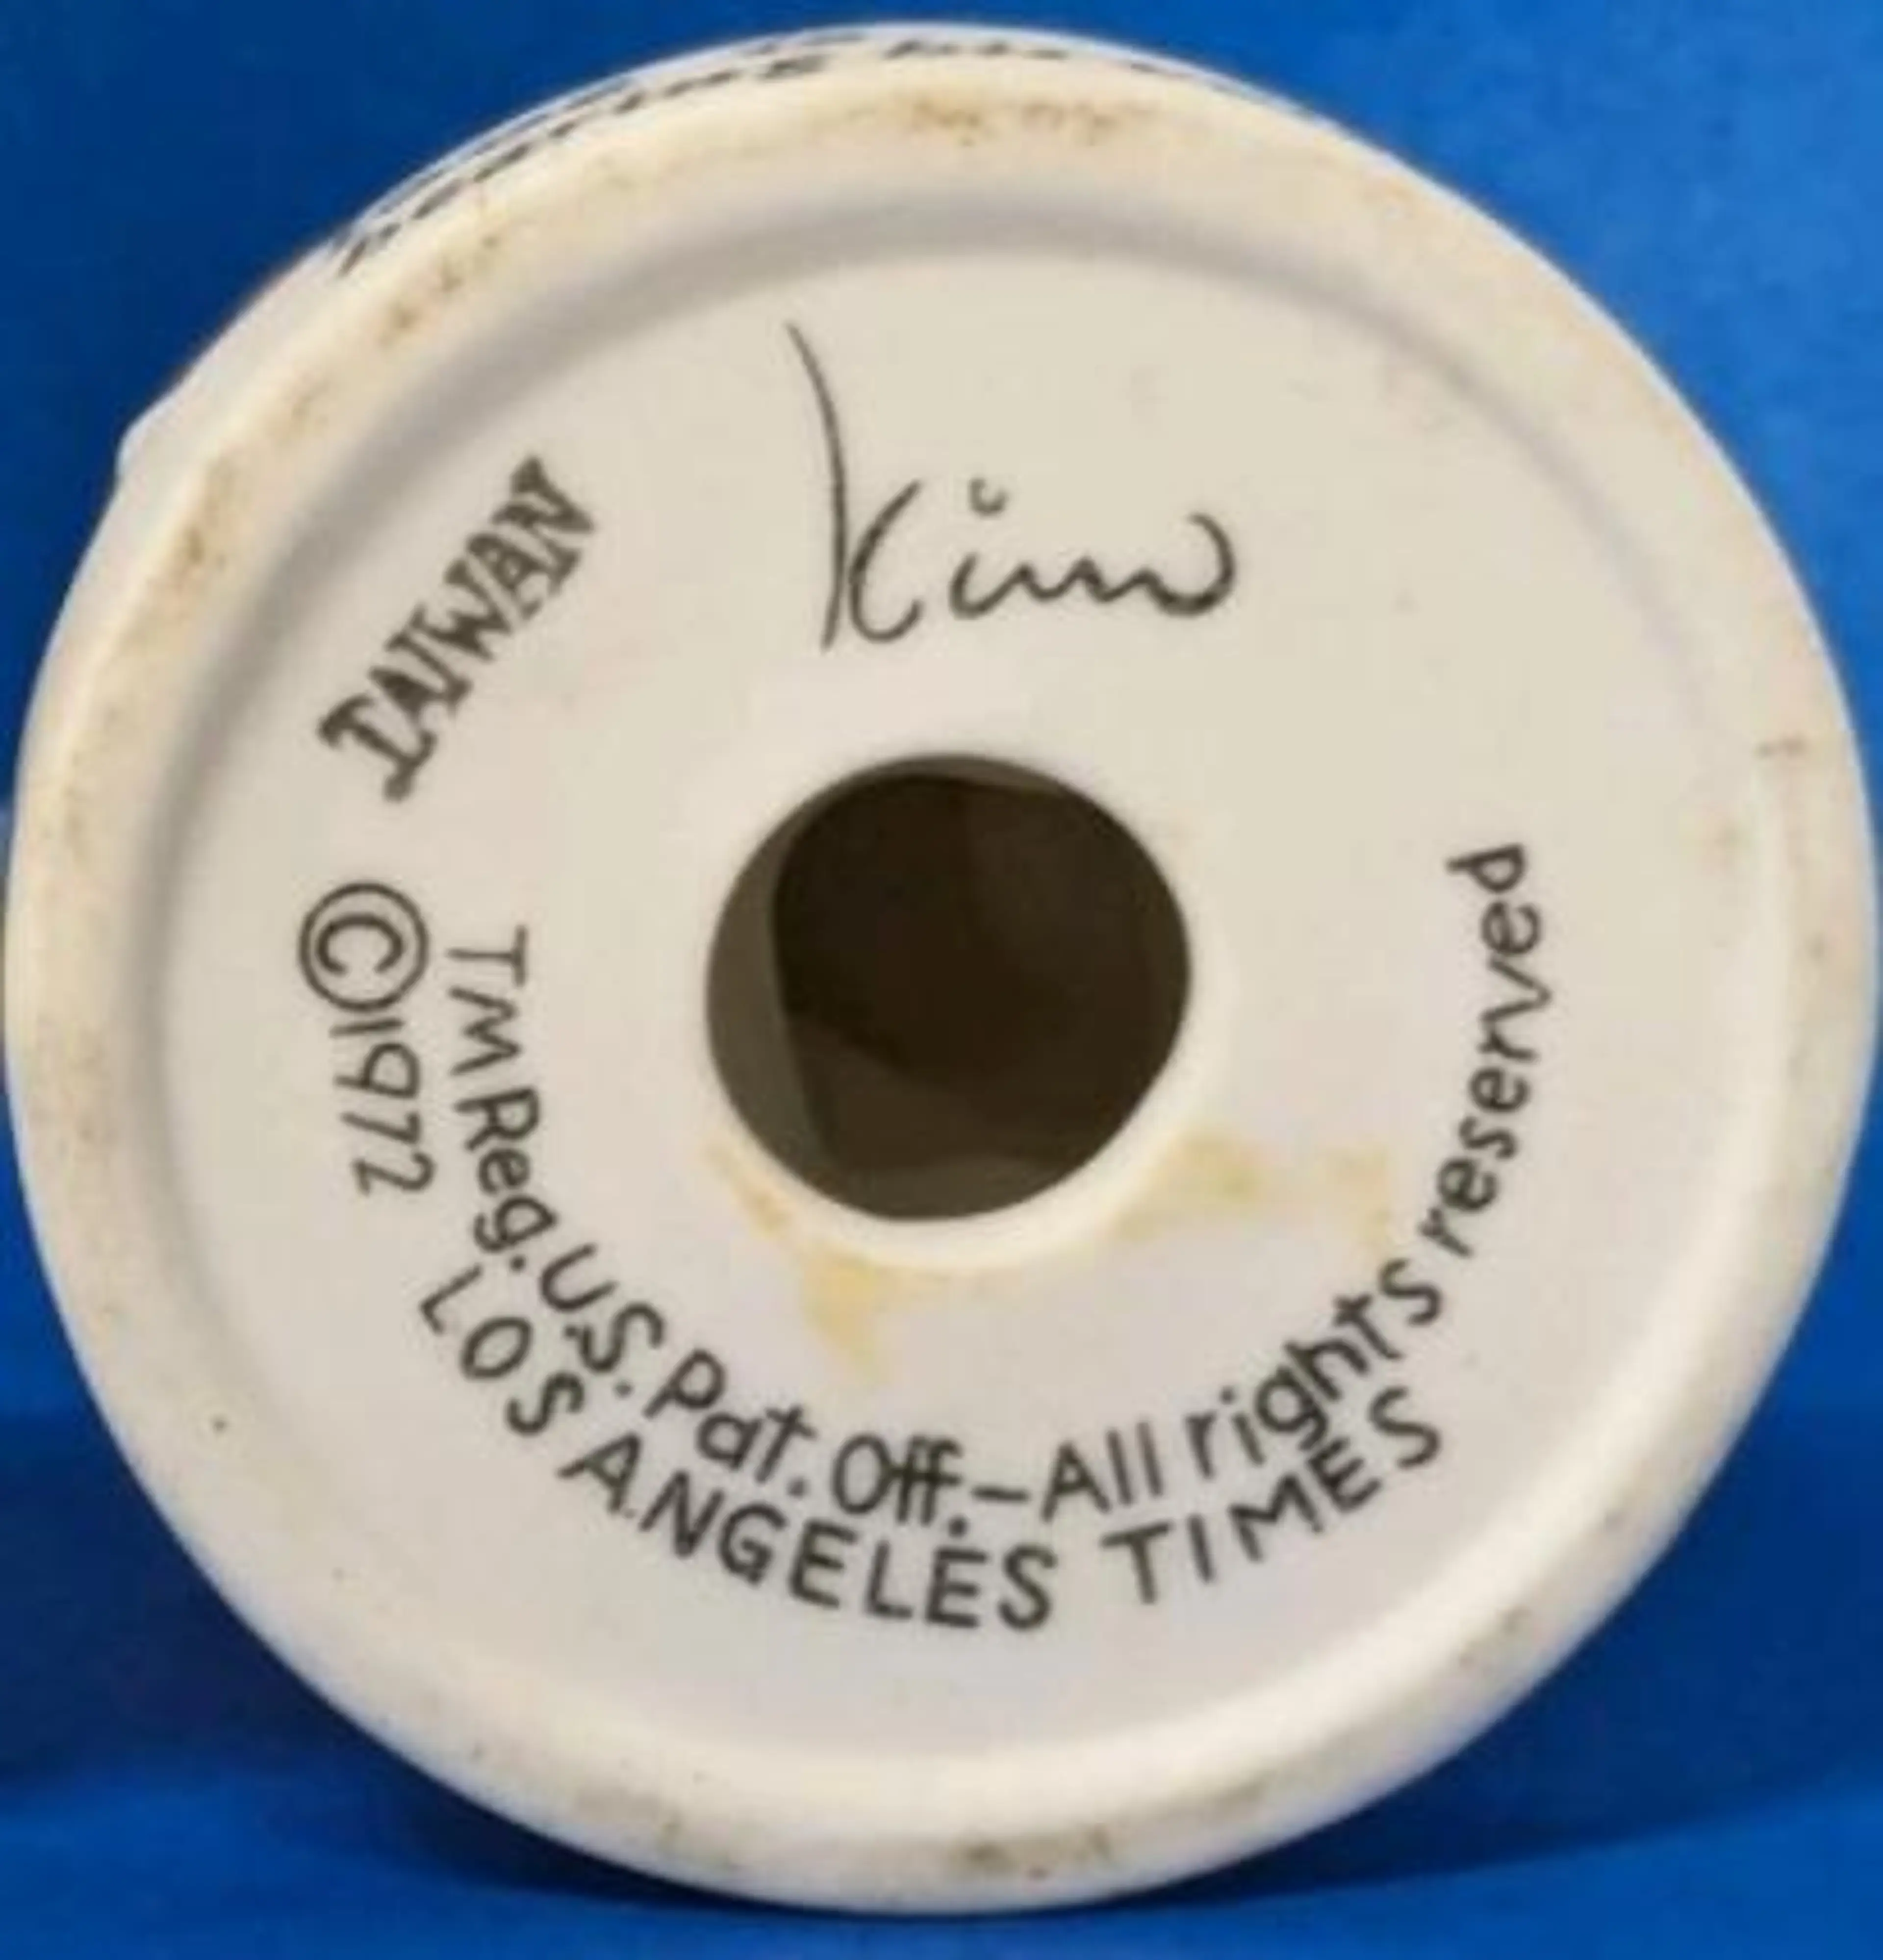 kim
TAIWAN
©1972
TM Reg. U.S. Pat. Off.—All rights reserved
LOS ANGELES TIMES